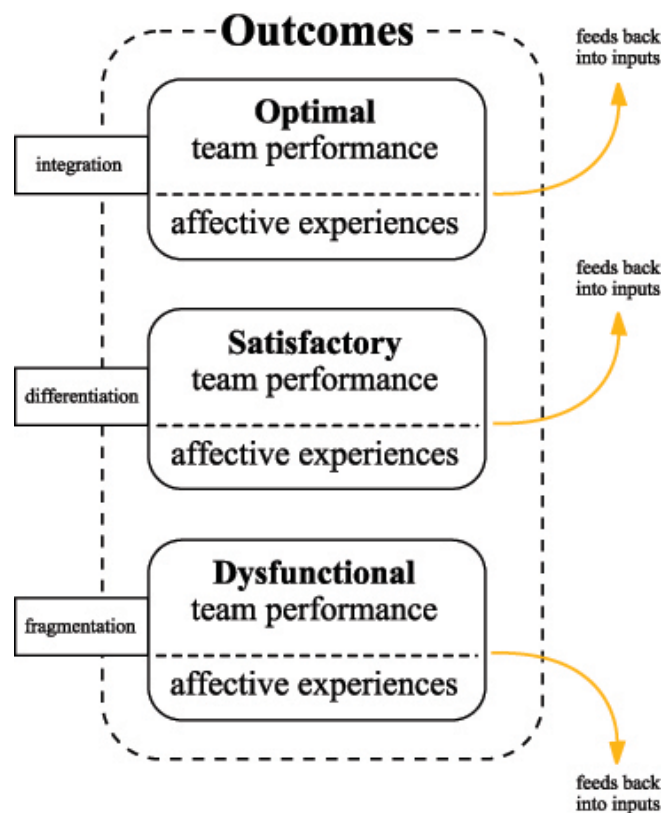 Outcomes
feeds back
into inputs
Optimal
team performance
integration
affective experiences
feeds back
into inputs
Satisfactory
team performance
differentiation
affective experiences
Dysfunctional
team performance
fragmentation
affective experiences
feeds back
into inputs